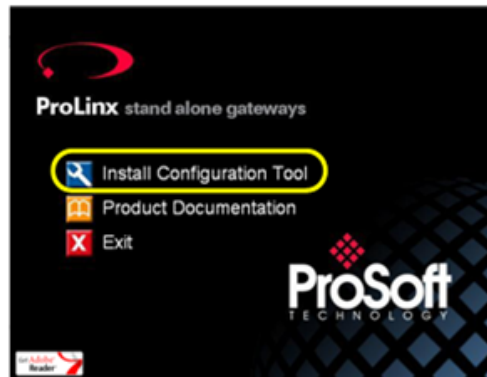 ProLinx stand alone gateways
Install Configuration Tool
Product Documentation
Exit
ProSoft
TECHNOLOGY
Get Adobe
Reader